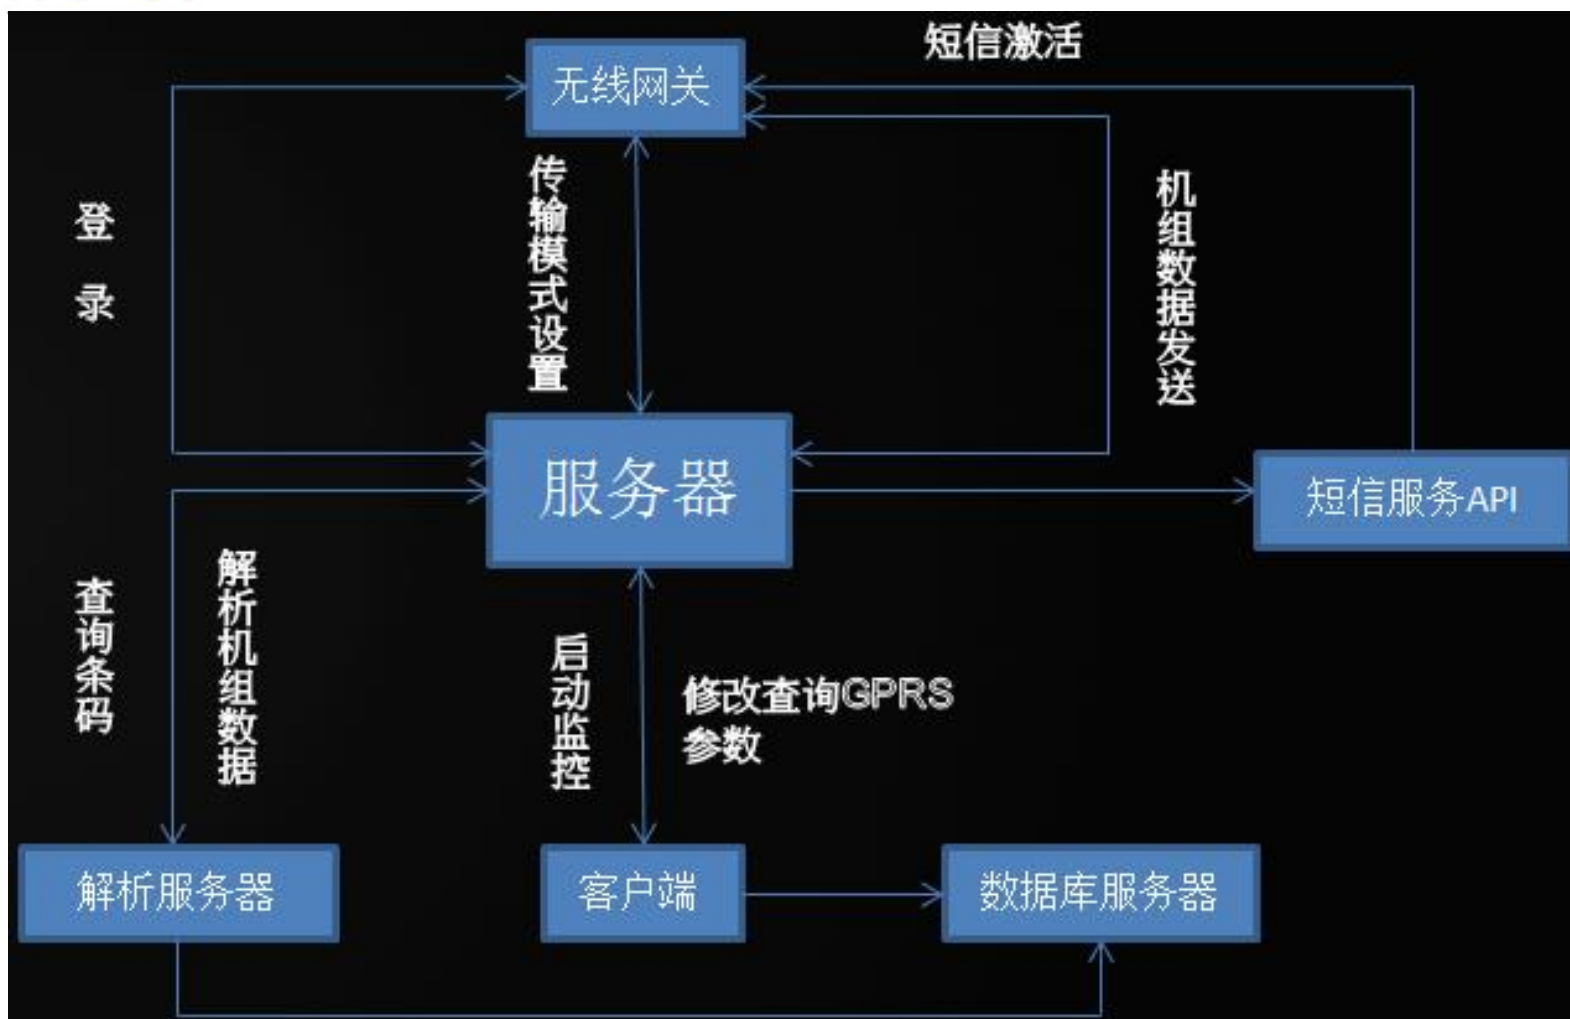 短信激活
无线网关
登录
传输模式设置
机组数据发送
服务器
短信服务API
查询条码
解析机组数据
启动监控
修改查询GPRS
参数
解析服务器
客户端
数据库服务器